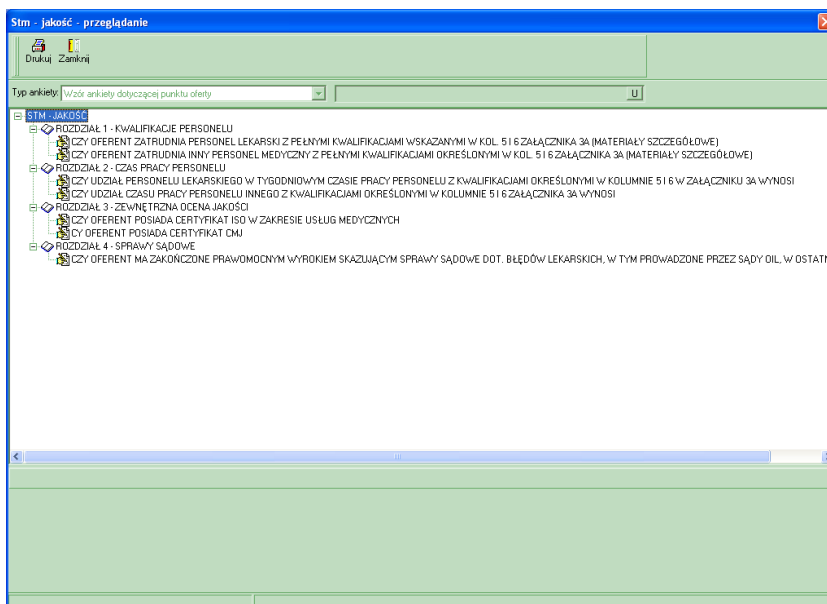 Stm - jakość - przeglądanie
Drukuj Zamknij
Typ ankiety: Wzór ankiety dotyczącej punktu oferty U
STM - JAKOŚĆ
ROZDZIAŁ 1 - KWALIFIKACJE PERSONELU
CZY OFERENT ZATRUDNIA PERSONEL LEKARSKI Z PEŁNYMI KWALIFIKACJAMI WSKAZANYMI W KOL. 5 I 6 ZAŁĄCZNIKA 3A (MATERIAŁY SZCZEGÓŁOWE)
CZY OFERENT ZATRUDNIA INNY PERSONEL MEDYCZNY Z PEŁNYMI KWALIFIKACJAMI OKREŚLONYMI W KOL. 5 I 6 ZAŁĄCZNIKA 3A (MATERIAŁY SZCZEGÓŁOWE)
ROZDZIAŁ 2 - CZAS PRACY PERSONELU
CZY UDZIAŁ PERSONELU LEKARSKIEGO W TYGODNIOWYM CZASIE PRACY PERSONELU Z KWALIFIKACJAMI OKREŚLONYMI W KOLUMNIE 5 I 6 W ZAŁĄCZNIKU 3A WYNOSI
CZY UDZIAŁ CZASU PRACY PERSONELU INNEGO Z KWALIFIKACJAMI OKREŚLONYMI W KOLUMNIE 5 I 6 ZAŁĄCZNIKA 3A WYNOSI
ROZDZIAŁ 3 - ZEWNĘTRZNA OCENA JAKOŚCI
CZY OFERENT POSIADA CERTYFIKAT ISO W ZAKRESIE USŁUG MEDYCZNYCH
CY OFERENT POSIADA CERTYFIKAT CMJ
ROZDZIAŁ 4 - SPRAWY SĄDOWE
CZY OFERENT MA ZAKOŃCZONE PRAWOMOCNYM WYROKIEM SKAZUJĄCYM SPRAWY SĄDOWE DOT. BŁĘDÓW LEKARSKICH, W TYM PROWADZONE PRZEZ SĄDY OIL, W OSTATN